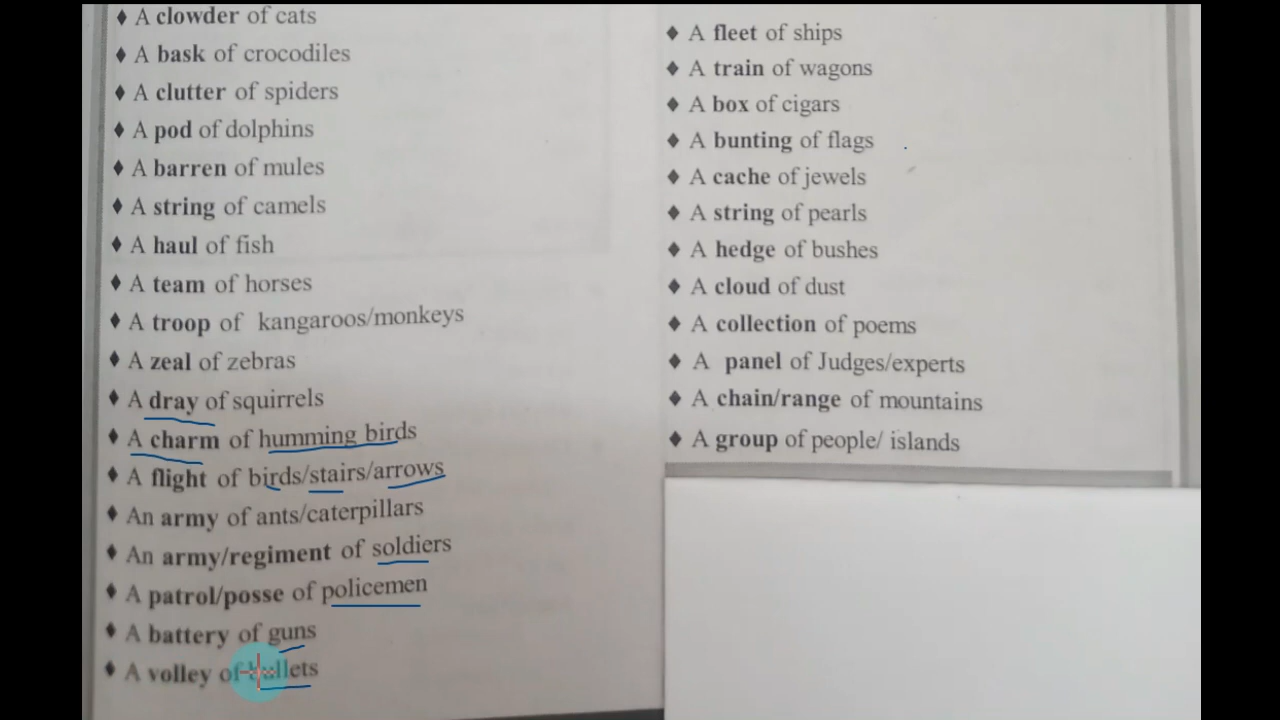 ♦ A clowder of cats
♦ A bask of crocodiles
♦ A clutter of spiders
♦ A pod of dolphins
♦ A barren of mules
♦ A string of camels
♦ A haul of fish
♦ A team of horses
♦ A troop of kangaroos/monkeys
♦ A zeal of zebras
♦ A dray of squirrels
♦ A charm of humming birds
♦ A flight of birds/stairs/arrows
♦ An army of ants/caterpillars
♦ An army/regiment of soldiers
♦ A patrol/posse of policemen
♦ A battery of guns
♦ A volley of bullets
♦ A fleet of ships
♦ A train of wagons
♦ A box of cigars
♦ A bunting of flags
♦ A cache of jewels
♦ A string of pearls
♦ A hedge of bushes
♦ A cloud of dust
♦ A collection of poems
♦ A panel of Judges/experts
♦ A chain/range of mountains
♦ A group of people/ islands